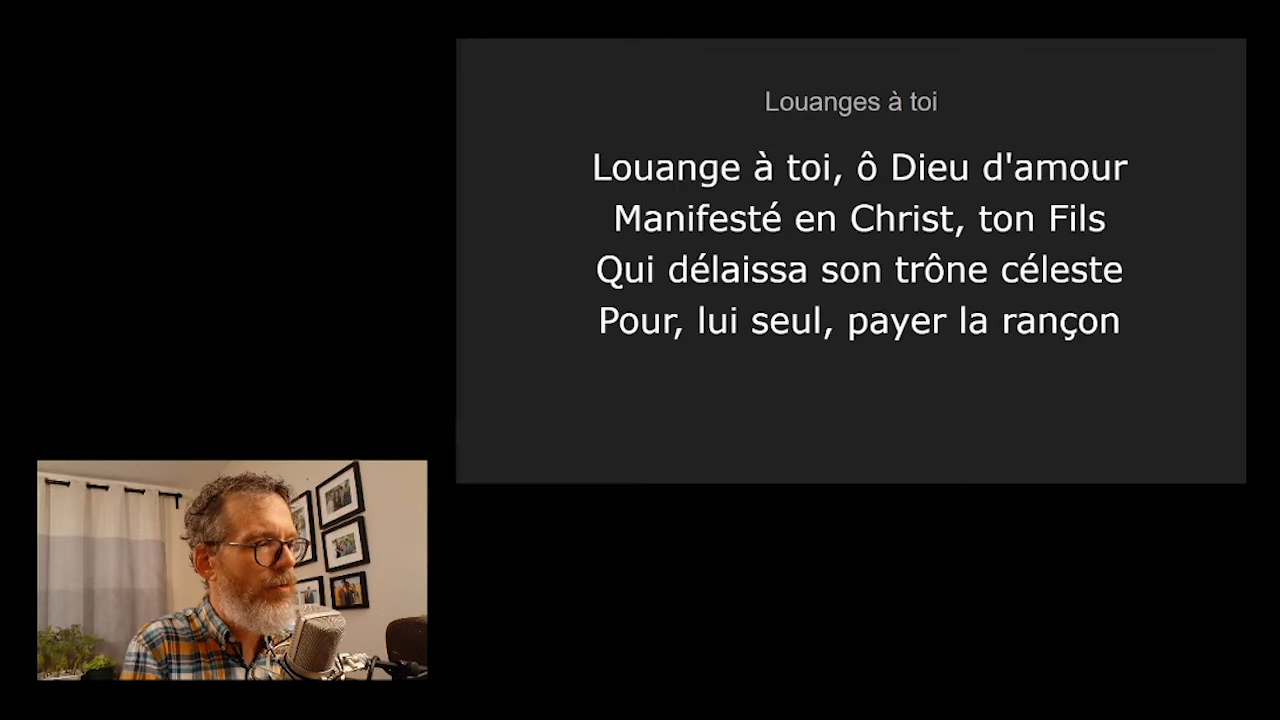 Louanges à toi
Louange à toi, ô Dieu d'amour
Manifesté en Christ, ton Fils
Qui délaissa son trône céleste
Pour, lui seul, payer la rançon